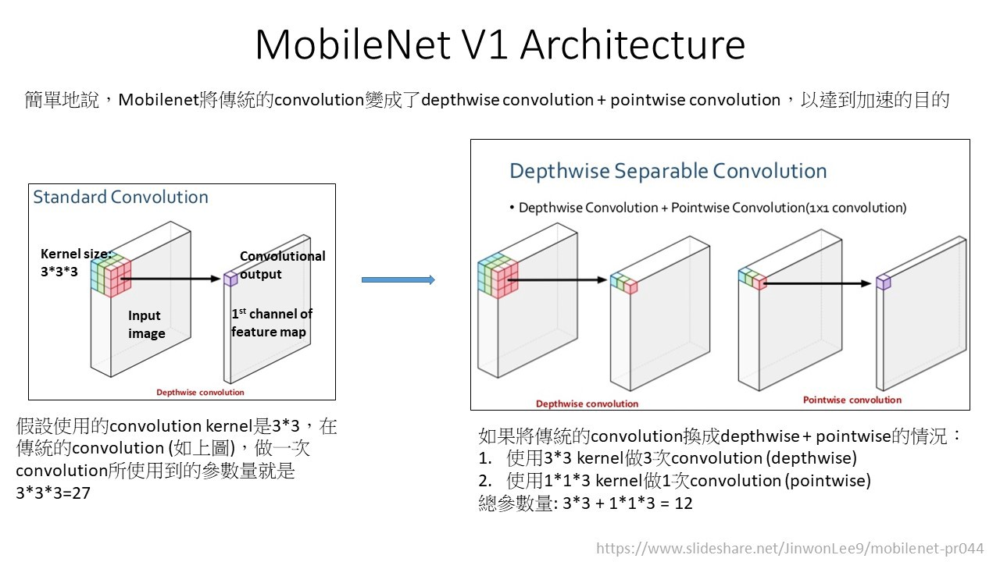 MobileNet V1 Architecture
簡單地說，Mobilenet將傳統的convolution變成了depthwise convolution + pointwise convolution，以達到加速的目的
Standard Convolution
Kernel size:
3*3*3
Convolutional
output
Input
image
1st channel of
feature map
Depthwise convolution
Depthwise Separable Convolution
• Depthwise Convolution + Pointwise Convolution(1x1 convolution)
Depthwise convolution
Pointwise convolution
假設使用的convolution kernel是3*3，在
傳統的convolution (如上圖)，做一次
convolution所使用到的參數量就是
3*3*3=27
如果將傳統的convolution換成depthwise + pointwise的情況：
1. 使用3*3 kernel做3次convolution (depthwise)
2. 使用1*1*3 kernel做1次convolution (pointwise)
總參數量: 3*3 + 1*1*3 = 12
https://www.slideshare.net/JinwonLee9/mobilenet-pr044